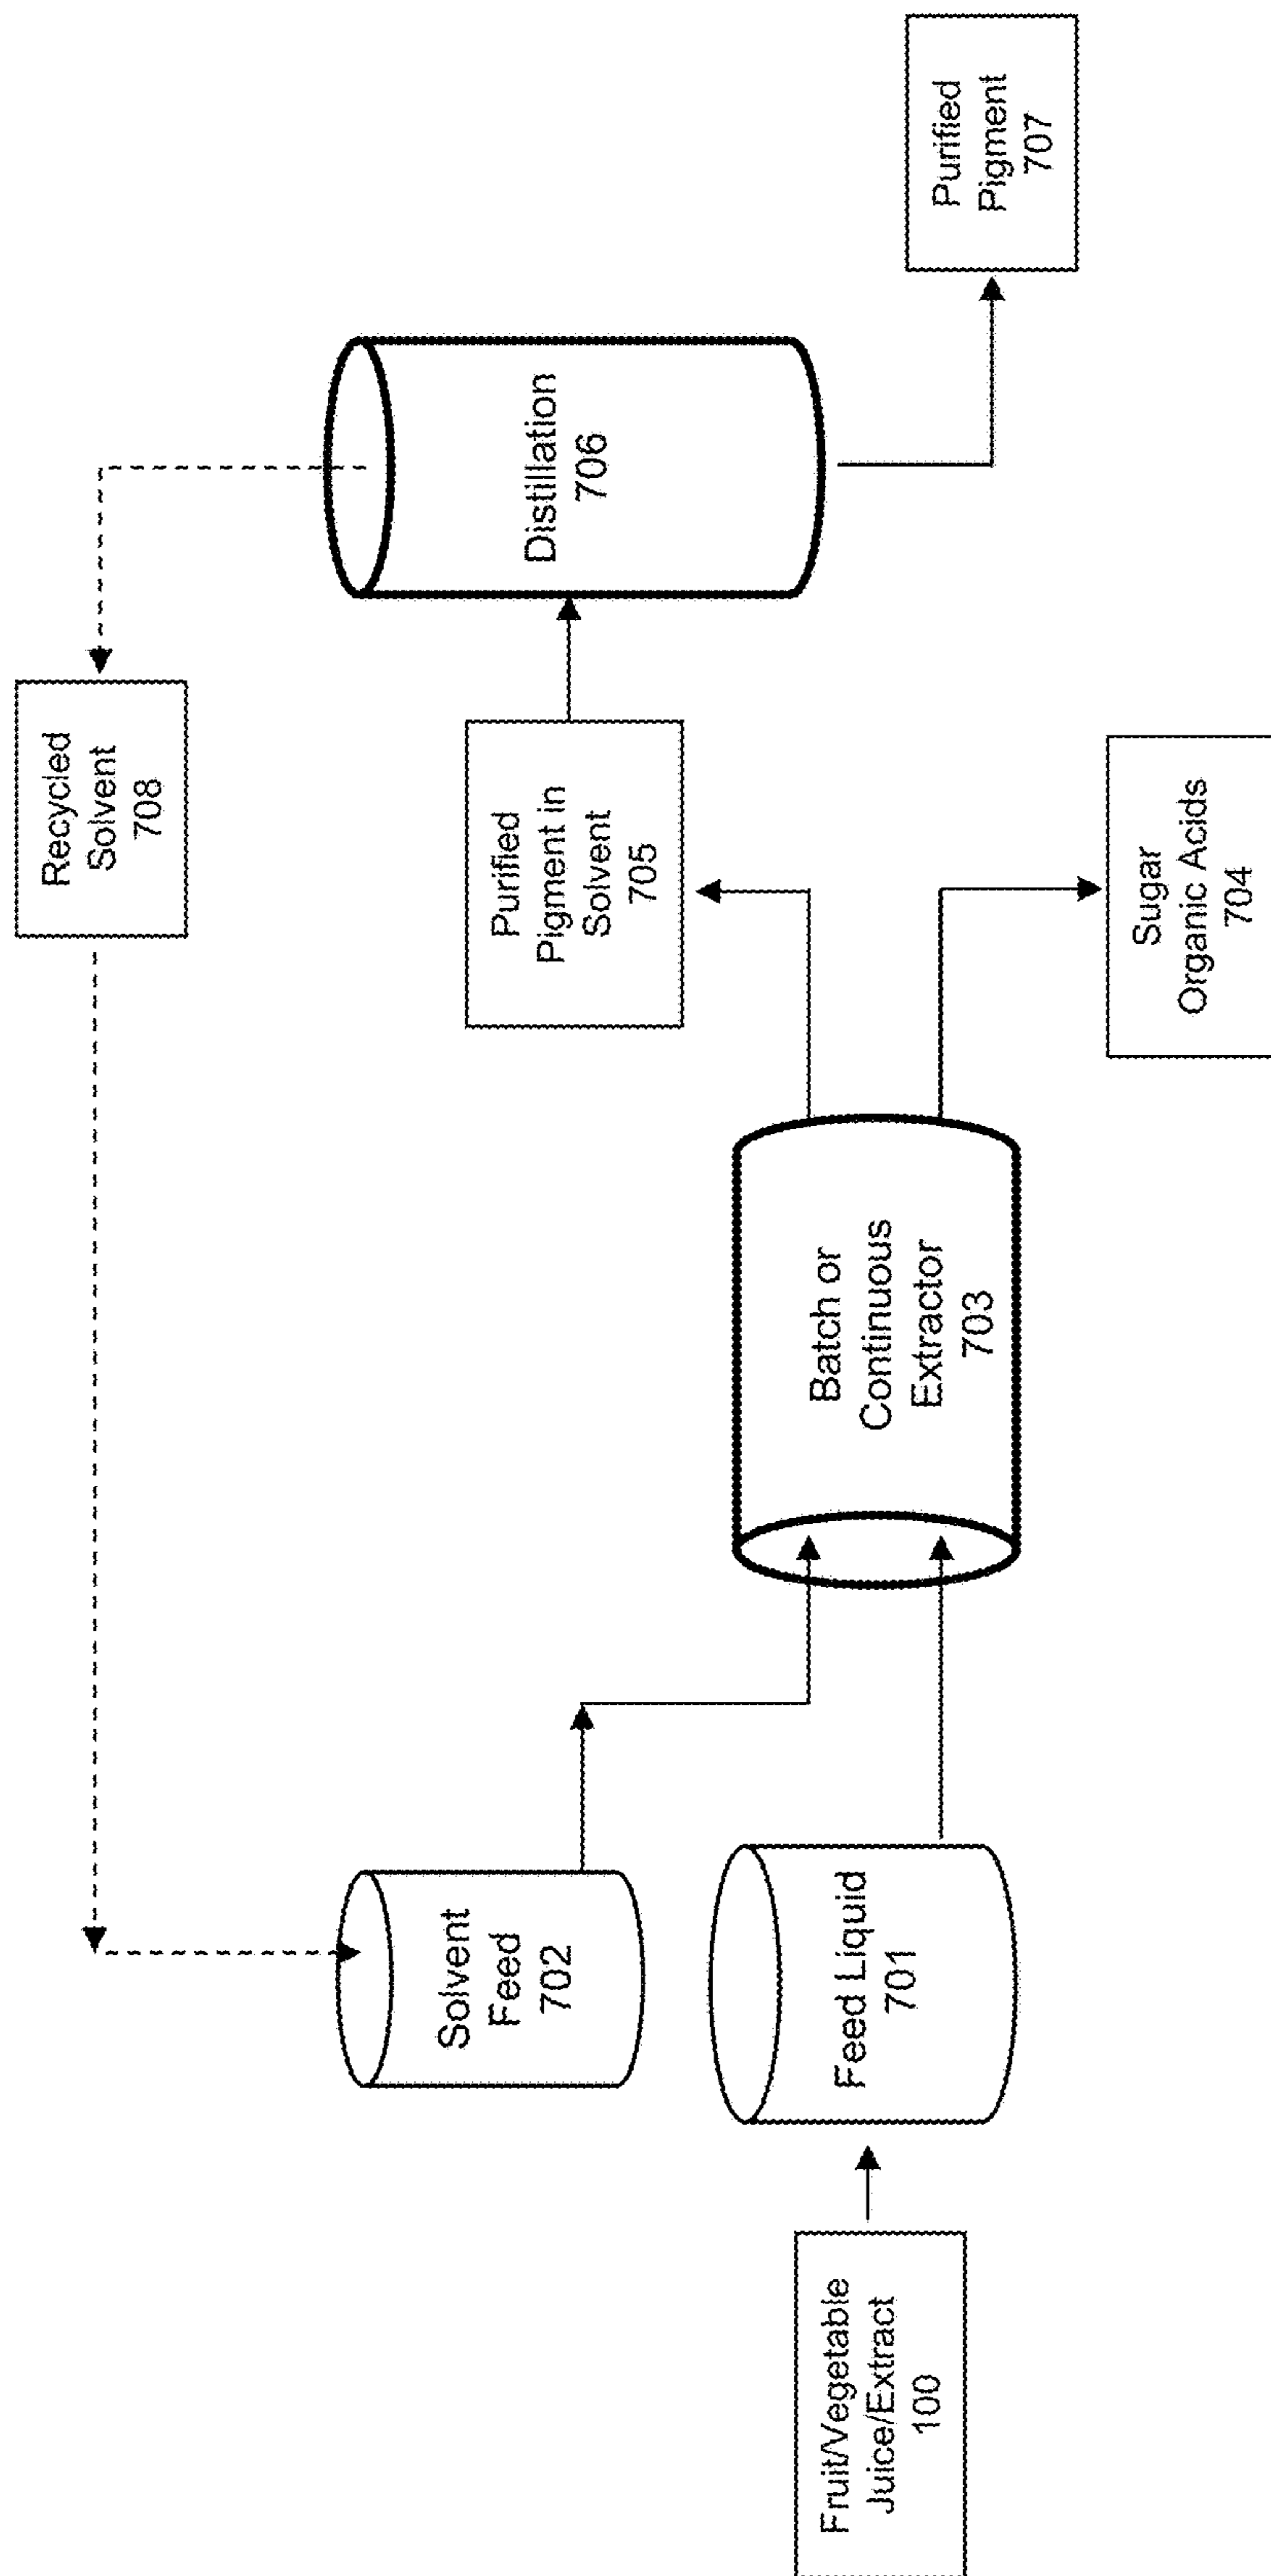 Fruit/Vegetable
Juice/Extract
100
Feed Liquid
701
Solvent
Feed
702
Batch or
Continuous
Extractor
703
Sugar
Organic Acids
704
Purified
Pigment in
Solvent
705
Distillation
706
Purified
Pigment
707
Recycled
Solvent
708